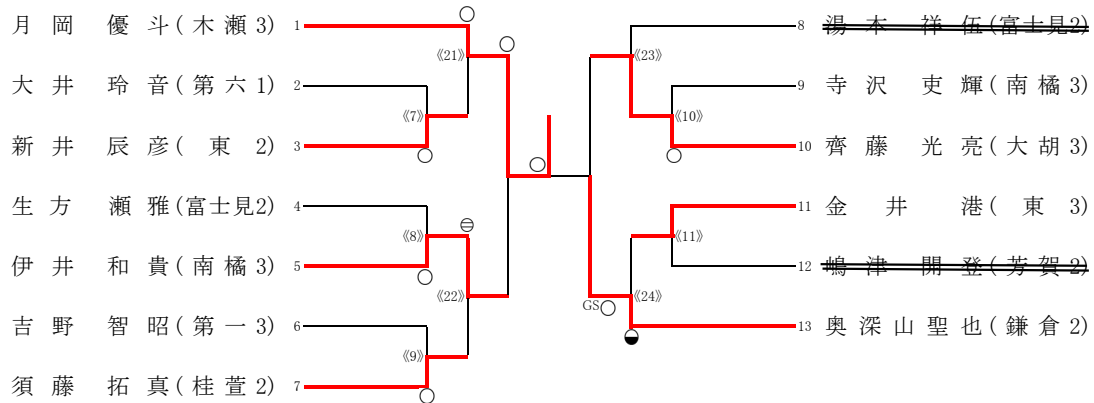 月岡 優斗(木瀬3) 1
大井 玲音(第六1) 2
新井 辰彦(東2) 3
生方 瀬雅(富士見2) 4
伊井 和貴(南橘3) 5
吉野 智昭(第一3) 6
須藤 拓真(桂萱2) 7
《21》
《7》
《8》
《22》
《9》
《23》
《10》
《11》
GS
《24》
8 湯本 祥伍(富士見2)
9 寺沢 吏輝(南橘3)
10 齊藤 光亮(大胡3)
11 金井 港(東3)
12 嶋津 開登(芳賀2)
13 奥深山聖也(鎌倉2)